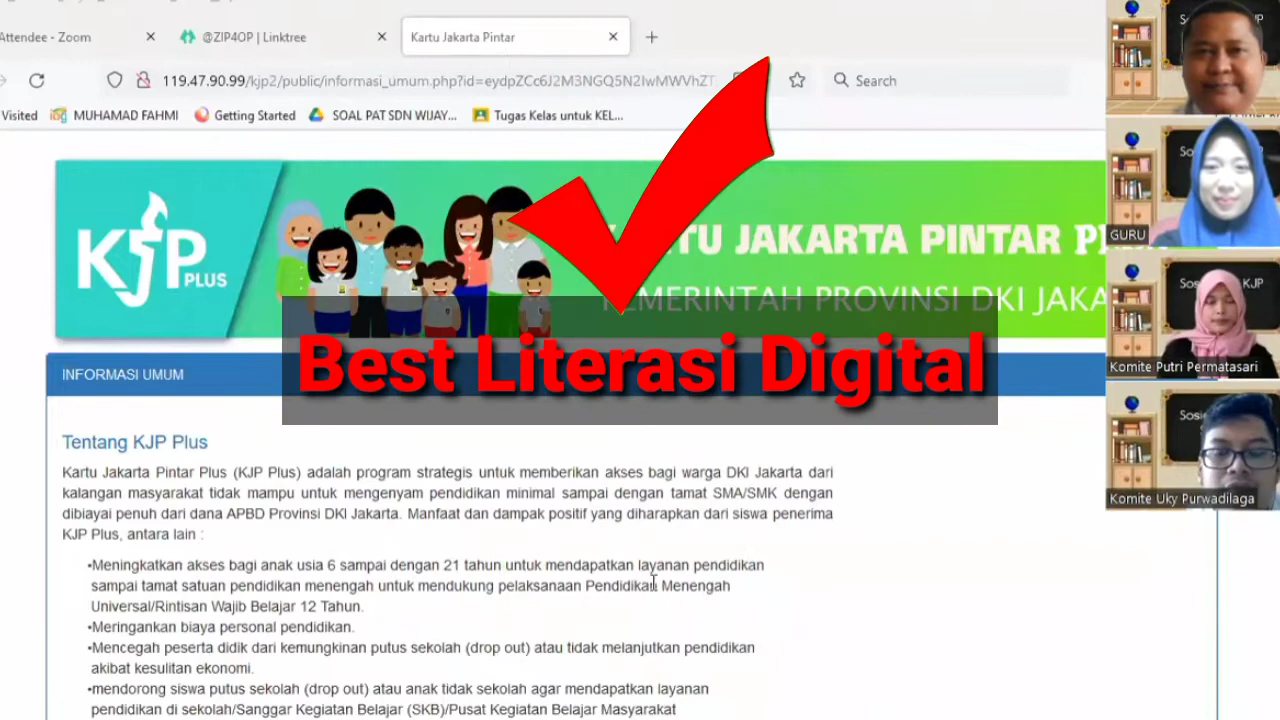 Attendee - Zoom
@ZIP4OP | Linktree
Kartu Jakarta Pintar
119.47.90.99/kjp2/public/informasi_umum.php?id=eydpZCc6J2M3NGQ5N2IwMWVhZT
Search
Visited
MUHAMAD FAHMI
Getting Started
SOAL PAT SDN WIJAY...
Tugas Kelas untuk KEL...
KJP PLUS
KARTU JAKARTA PINTAR
PEMERINTAH PROVINSI DKI JAKA
Best Literasi Digital
INFORMASI UMUM
Tentang KJP Plus
Kartu Jakarta Pintar Plus (KJP Plus) adalah program strategis untuk memberikan akses bagi warga DKI Jakarta dari
kalangan masyarakat tidak mampu untuk mengenyam pendidikan minimal sampai dengan tamat SMA/SMK dengan
dibiayai penuh dari dana APBD Provinsi DKI Jakarta. Manfaat dan dampak positif yang diharapkan dari siswa penerima
KJP Plus, antara lain :
•Meningkatkan akses bagi anak usia 6 sampai dengan 21 tahun untuk mendapatkan layanan pendidikan
sampai tamat satuan pendidikan menengah untuk mendukung pelaksanaan Pendidikan Menengah
Universal/Rintisan Wajib Belajar 12 Tahun.
•Meringankan biaya personal pendidikan.
•Mencegah peserta didik dari kemungkinan putus sekolah (drop out) atau tidak melanjutkan pendidikan
akibat kesulitan ekonomi.
•mendorong siswa putus sekolah (drop out) atau anak tidak sekolah agar mendapatkan layanan
pendidikan di sekolah/Sanggar Kegiatan Belajar (SKB)/Pusat Kegiatan Belajar Masyarakat
GURU
KJP
Komite Putri Permatasari
Komite Uky Purwadilaga